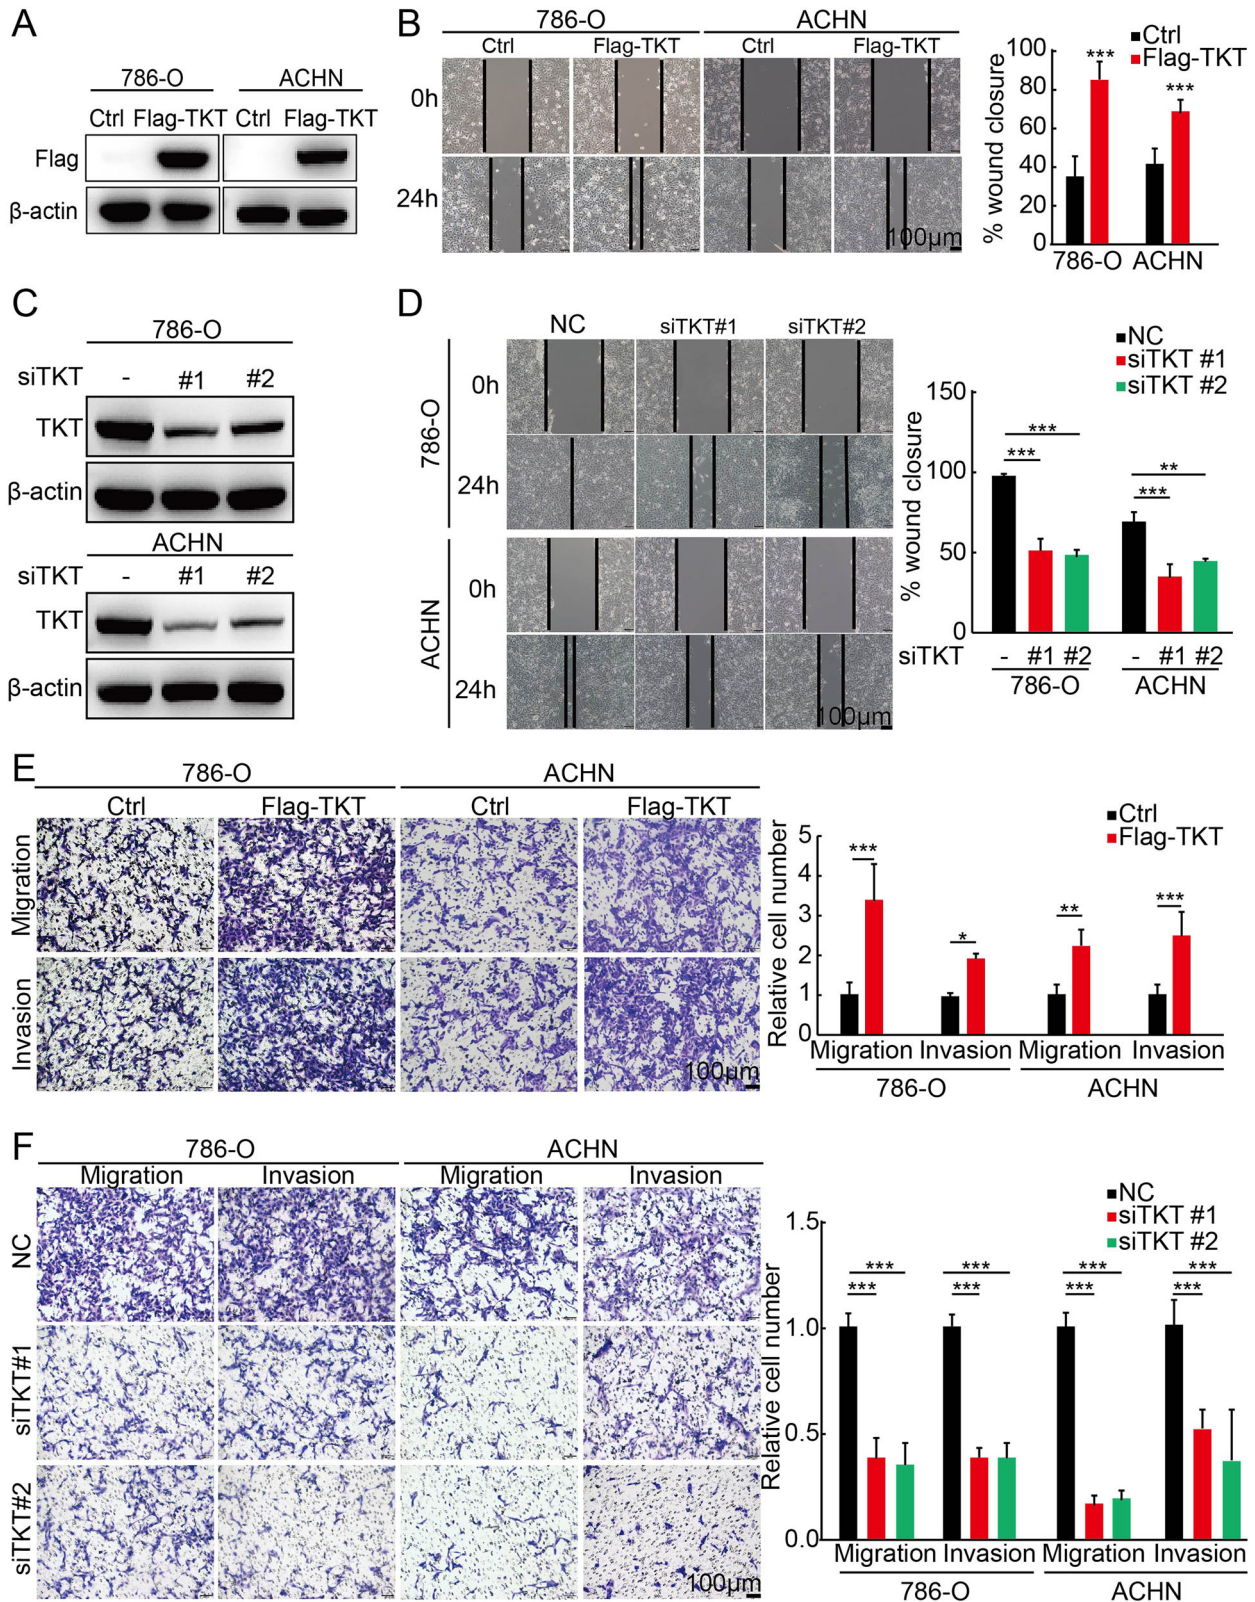 A
786-O
ACHN
Ctrl Flag-TKT Ctrl Flag-TKT
Flag
β-actin
B
786-O
ACHN
Ctrl
Flag-TKT
Ctrl
Flag-TKT
0h
24h
100μm
Ctrl
Flag-TKT
% wound closure
100
80
60
40
20
0
***
***
786-O
ACHN
C
786-O
siTKT - #1 #2
TKT
β-actin
ACHN
siTKT - #1 #2
TKT
β-actin
D
NC
siTKT#1
siTKT#2
786-O
0h
24h
ACHN
0h
24h
100μm
NC
siTKT #1
siTKT #2
% wound closure
150
100
50
0
***
***
**
***
siTKT - #1 #2 - #1 #2
786-O
ACHN
E
786-O
ACHN
Ctrl
Flag-TKT
Ctrl
Flag-TKT
Migration
Invasion
100μm
Ctrl
Flag-TKT
Relative cell number
5
4
3
2
1
0
***
*
**
***
Migration Invasion Migration Invasion
786-O
ACHN
F
786-O
ACHN
Migration
Invasion
Migration
Invasion
NC
siTKT#1
siTKT#2
100μm
NC
siTKT #1
siTKT #2
Relative cell number
1.5
1.0
0.5
0.0
*** *** *** ***
*** *** *** ***
Migration Invasion Migration Invasion
786-O
ACHN